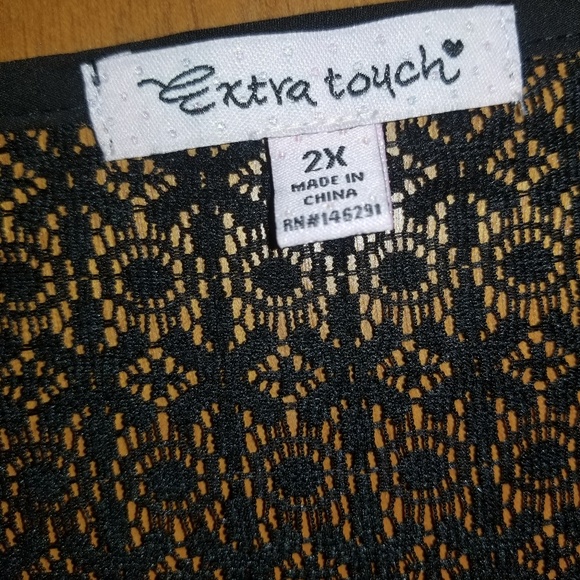 Extra touch
2X
MADE IN
CHINA
RN#146291